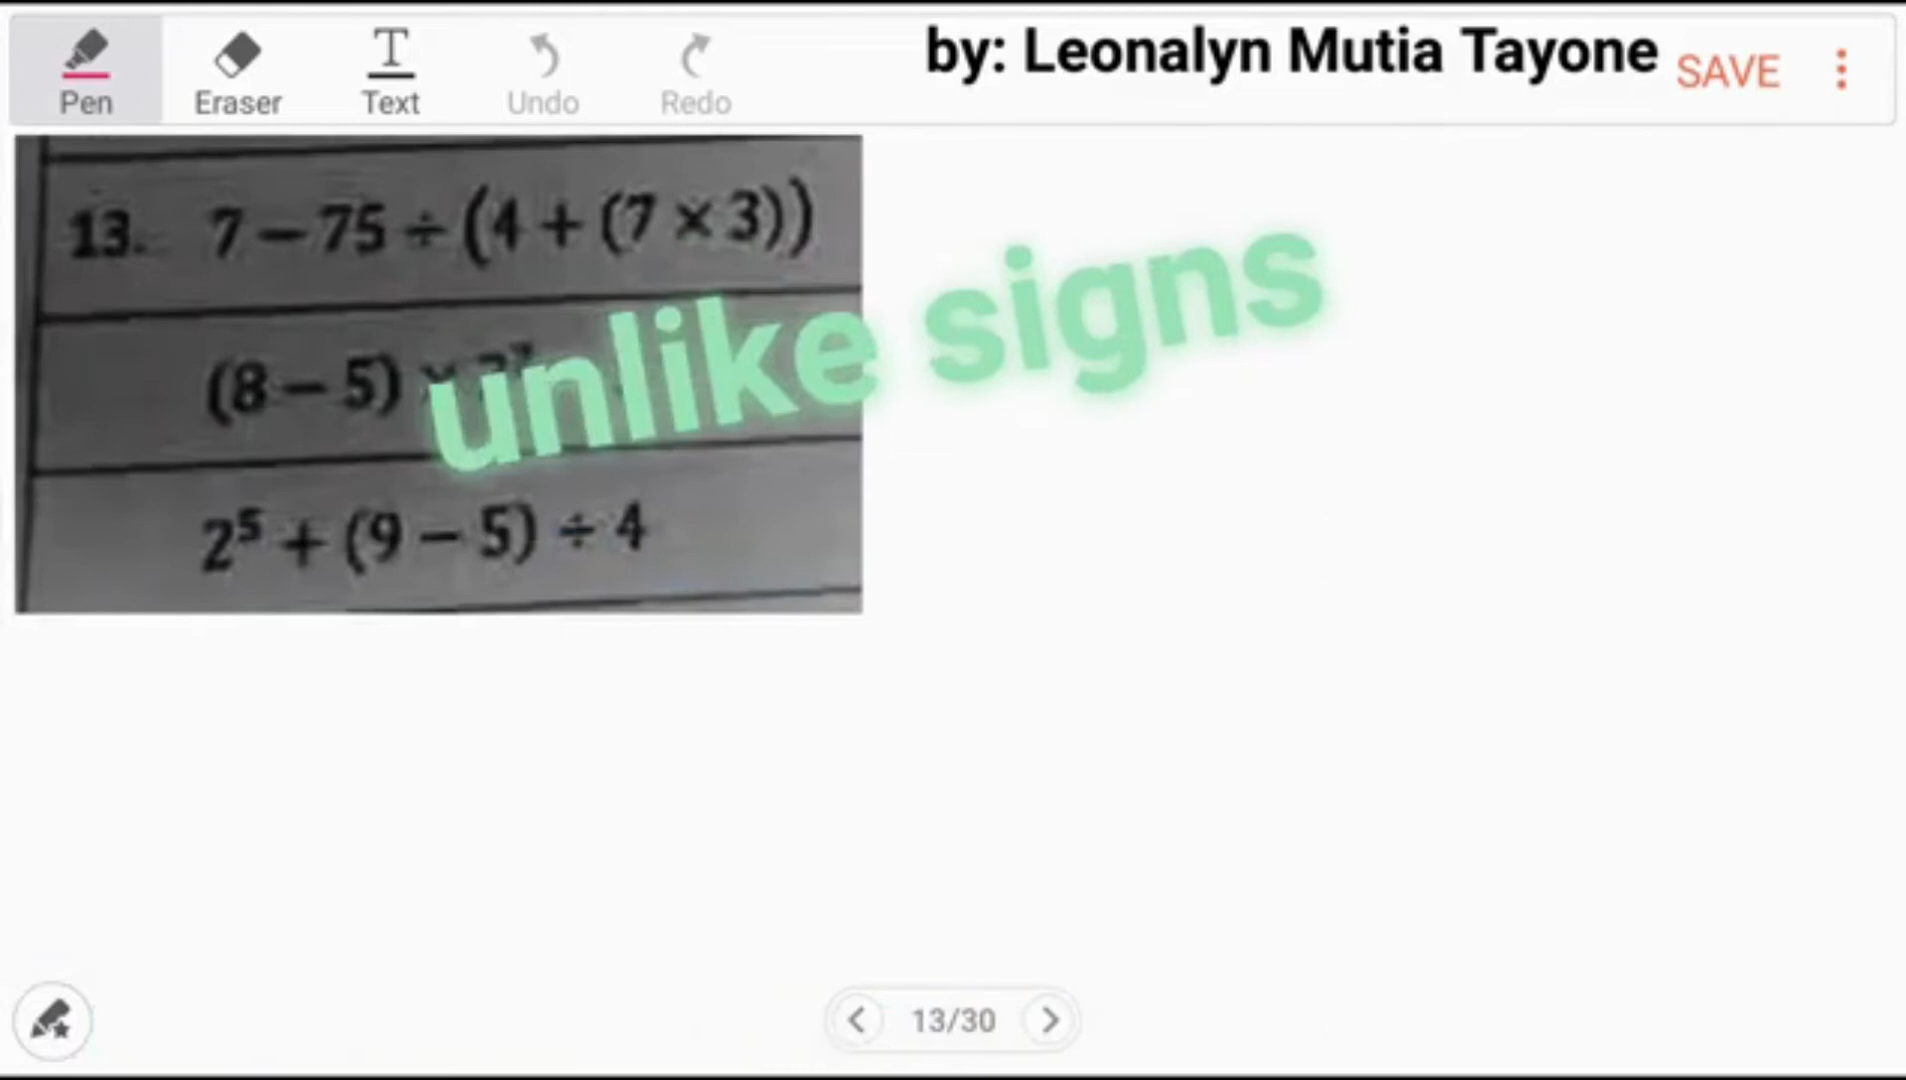 by: Leonalyn Mutia Tayone
SAVE
Pen
Eraser
Text
Undo
Redo
13. 7 – 75 ÷ (4 + (7 × 3))
unlike signs
(8 – 5) ×
2⁵ + (9 – 5) ÷ 4
13/30